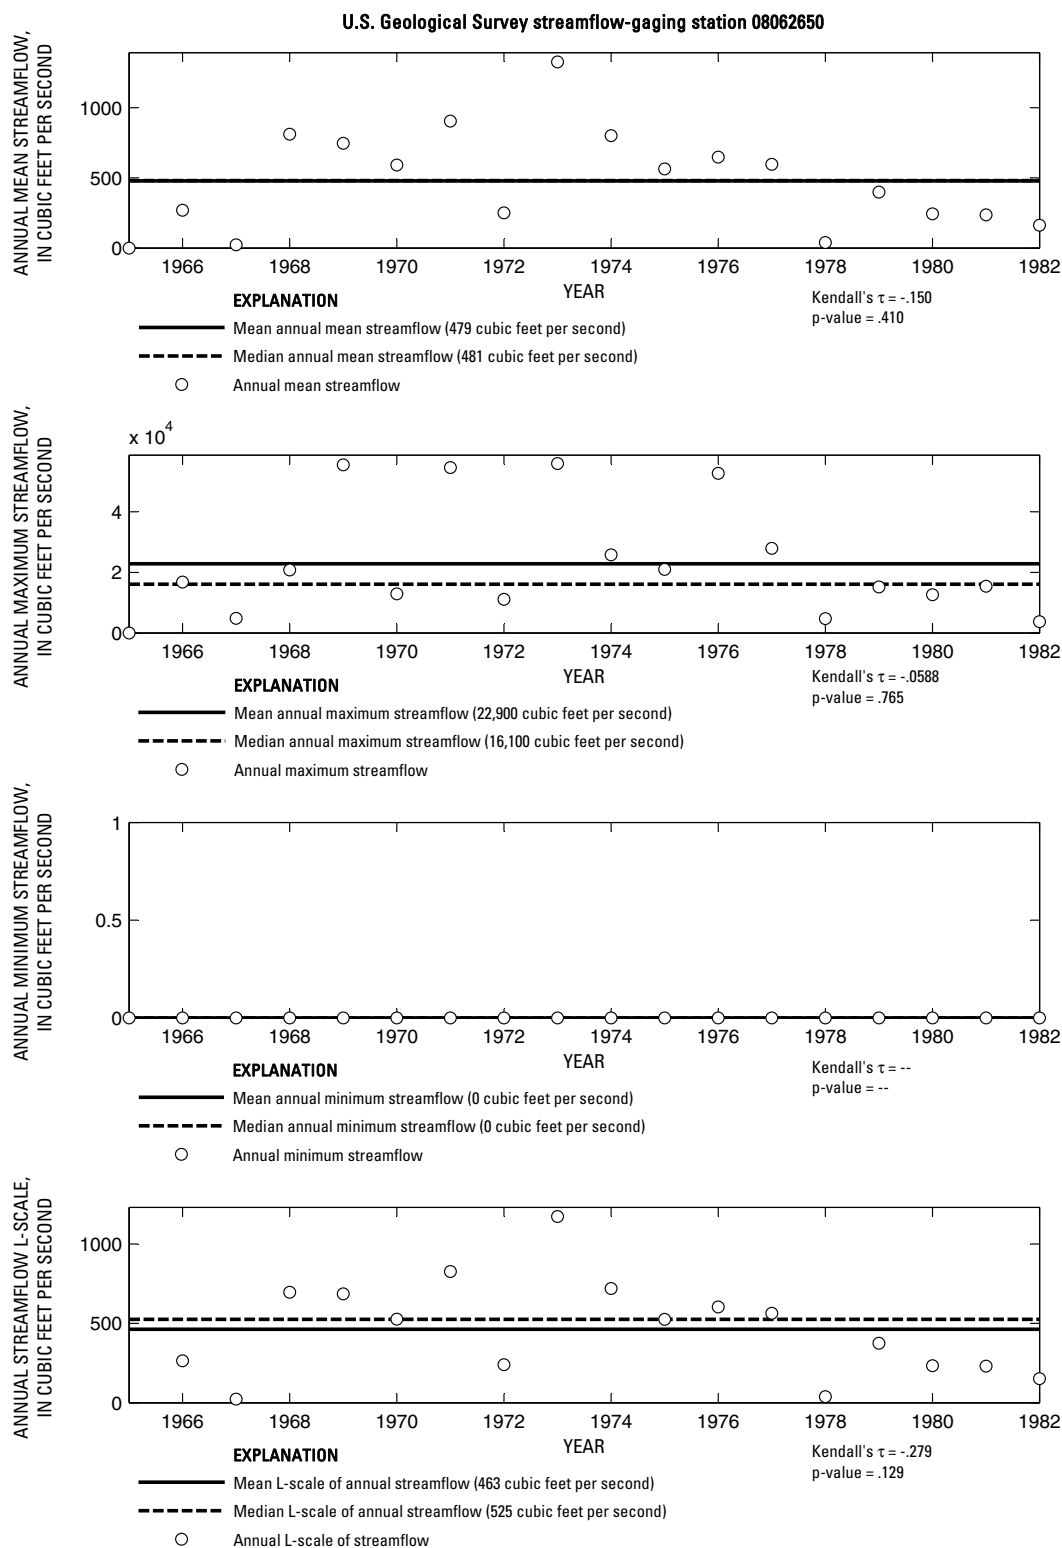 U.S. Geological Survey streamflow-gaging station 08062650
ANNUAL MEAN STREAMFLOW,
IN CUBIC FEET PER SECOND
1000
500
0
1966 1968 1970 1972 1974 1976 1978 1980 1982
YEAR
Kendall's τ = -.150
p-value = .410
EXPLANATION
Mean annual mean streamflow (479 cubic feet per second)
Median annual mean streamflow (481 cubic feet per second)
Annual mean streamflow
ANNUAL MAXIMUM STREAMFLOW,
IN CUBIC FEET PER SECOND
x 10⁴
4
2
0
1966 1968 1970 1972 1974 1976 1978 1980 1982
YEAR
Kendall's τ = -.0588
p-value = .765
EXPLANATION
Mean annual maximum streamflow (22,900 cubic feet per second)
Median annual maximum streamflow (16,100 cubic feet per second)
Annual maximum streamflow
ANNUAL MINIMUM STREAMFLOW,
IN CUBIC FEET PER SECOND
1
0.5
0
1966 1968 1970 1972 1974 1976 1978 1980 1982
YEAR
Kendall's τ = --
p-value = --
EXPLANATION
Mean annual minimum streamflow (0 cubic feet per second)
Median annual minimum streamflow (0 cubic feet per second)
Annual minimum streamflow
ANNUAL STREAMFLOW L-SCALE,
IN CUBIC FEET PER SECOND
1000
500
0
1966 1968 1970 1972 1974 1976 1978 1980 1982
YEAR
Kendall's τ = -.279
p-value = .129
EXPLANATION
Mean L-scale of annual streamflow (463 cubic feet per second)
Median L-scale of annual streamflow (525 cubic feet per second)
Annual L-scale of streamflow